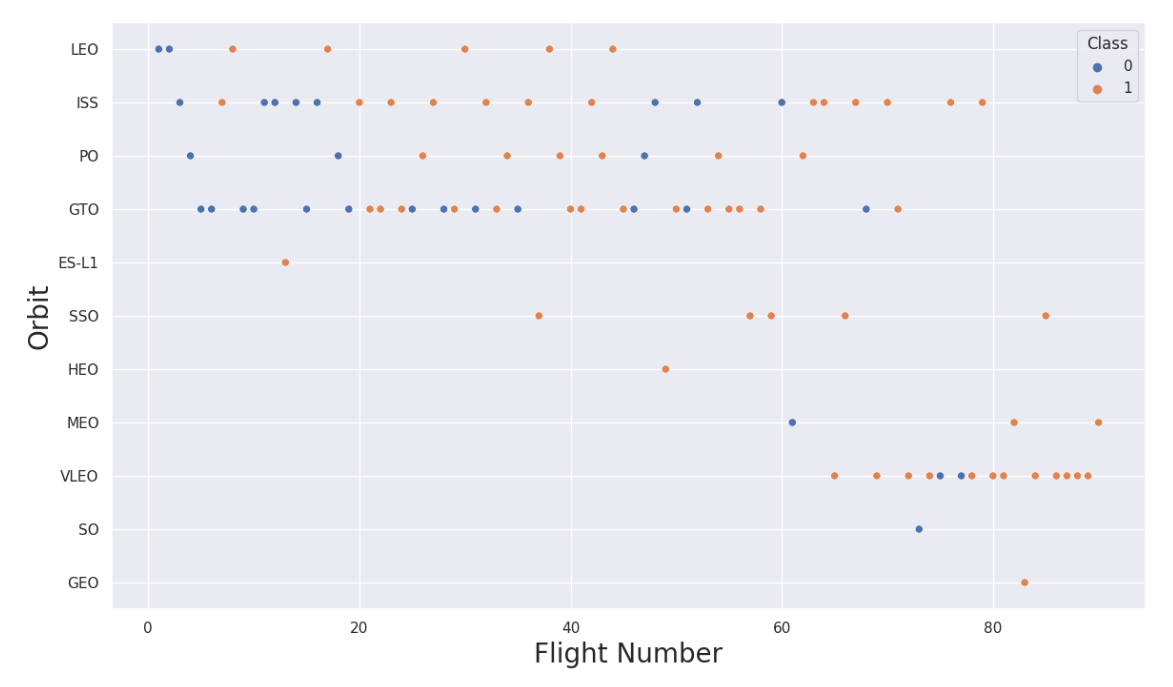 LEO
ISS
PO
GTO
ES-L1
SSO
HEO
MEO
VLEO
SO
GEO
Orbit
0
20
40
60
80
Flight Number
Class
0
1